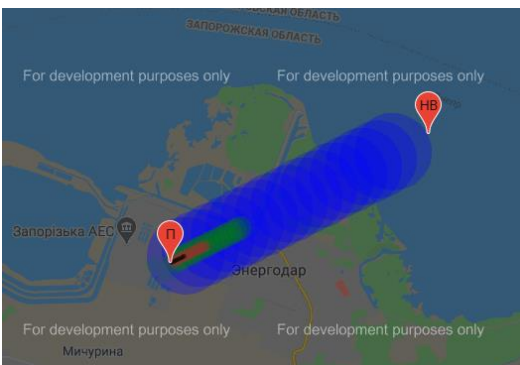 ЗАПОРОЖСКАЯ ОБЛАСТЬ
For development purposes only
For development purposes only
НВ
Запорізька АЕС
П
Энергодар
For development purposes only
For development purposes only
Мичурина